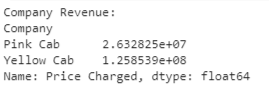 Company Revenue:
Company
Pink Cab      2.632825e+07
Yellow Cab    1.258539e+08
Name: Price Charged, dtype: float64